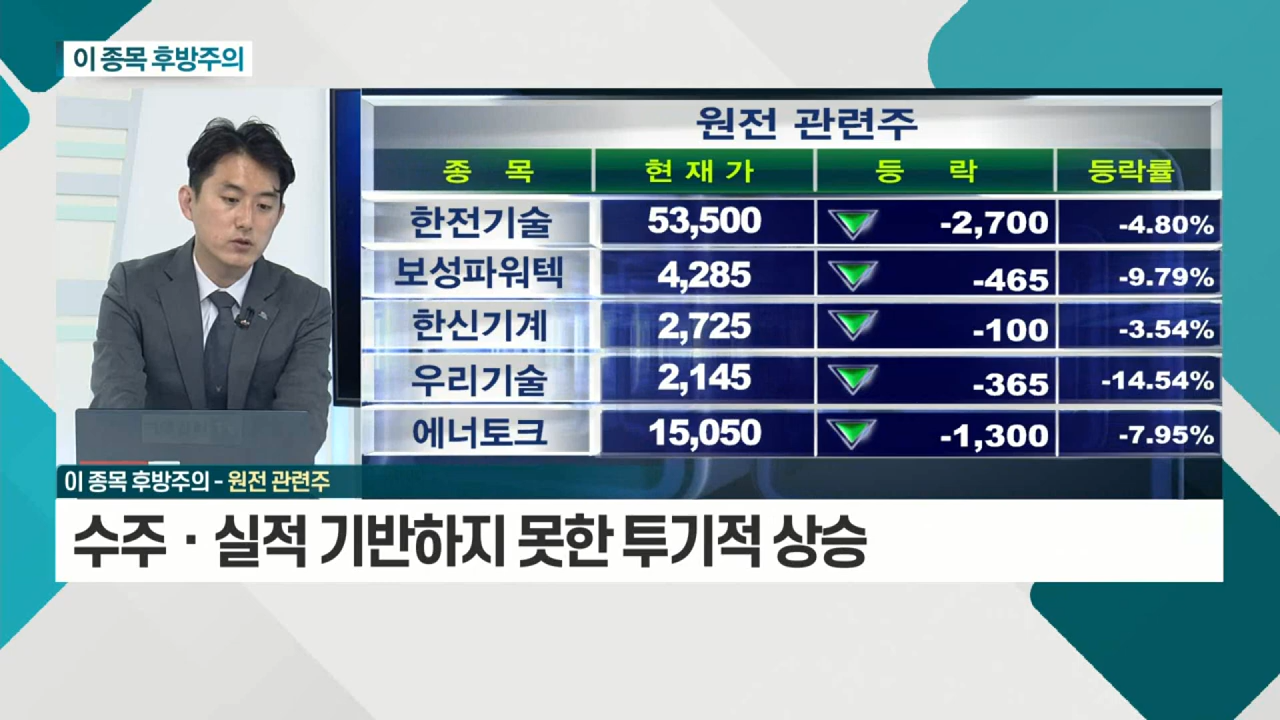 이 종목 후방주의
원전 관련주
종 목 현 재 가 등 락 등락률
한전기술 53,500 -2,700 -4.80%
보성파워텍 4,285 -465 -9.79%
한신기계 2,725 -100 -3.54%
우리기술 2,145 -365 -14.54%
에너토크 15,050 -1,300 -7.95%
이 종목 후방주의 - 원전 관련주
수주 · 실적 기반하지 못한 투기적 상승